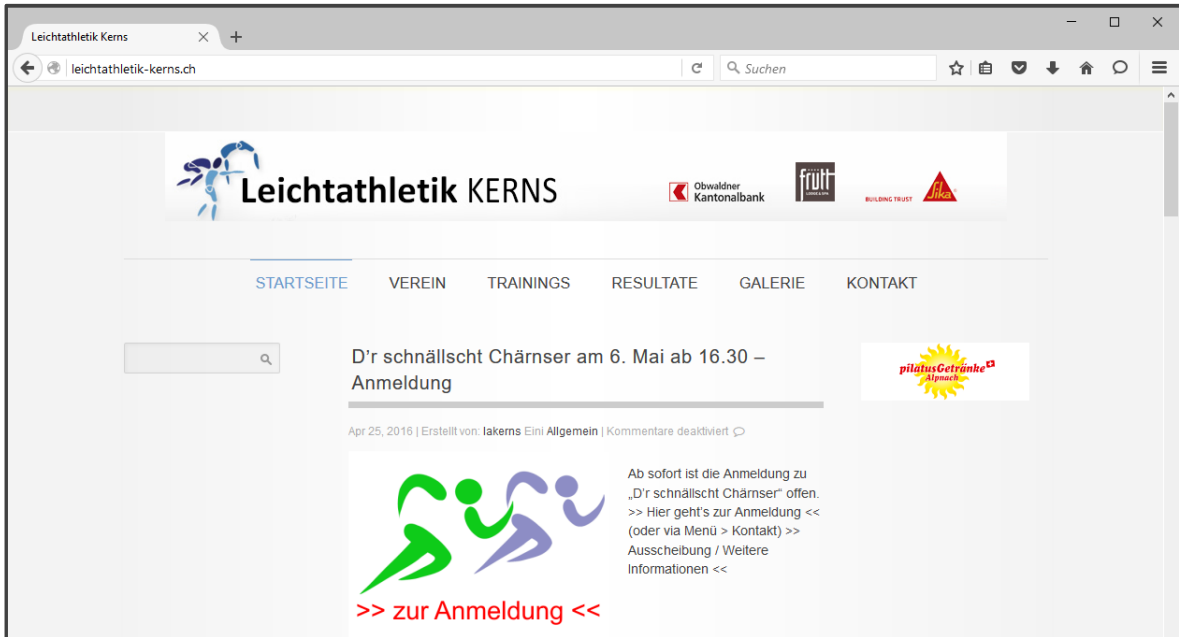 Leichtathletik Kerns
leichtathletik-kerns.ch
Suchen
Leichtathletik KERNS
Obwaldner
Kantonalbank
frutt
BUILDING TRUST
Sika
STARTSEITE VEREIN TRAININGS RESULTATE GALERIE KONTAKT
D'r schnällscht Chärnser am 6. Mai ab 16.30 –
Anmeldung
pilatusGetränke
Alpnach
Apr 25, 2016 | Erstellt von: lakerns Eini Allgemein | Kommentare deaktiviert
Ab sofort ist die Anmeldung zu
„D'r schnällscht Chärnser“ offen.
>> Hier geht's zur Anmeldung <<
(oder via Menü > Kontakt) >>
Ausscheibung / Weitere
Informationen <<
>> zur Anmeldung <<